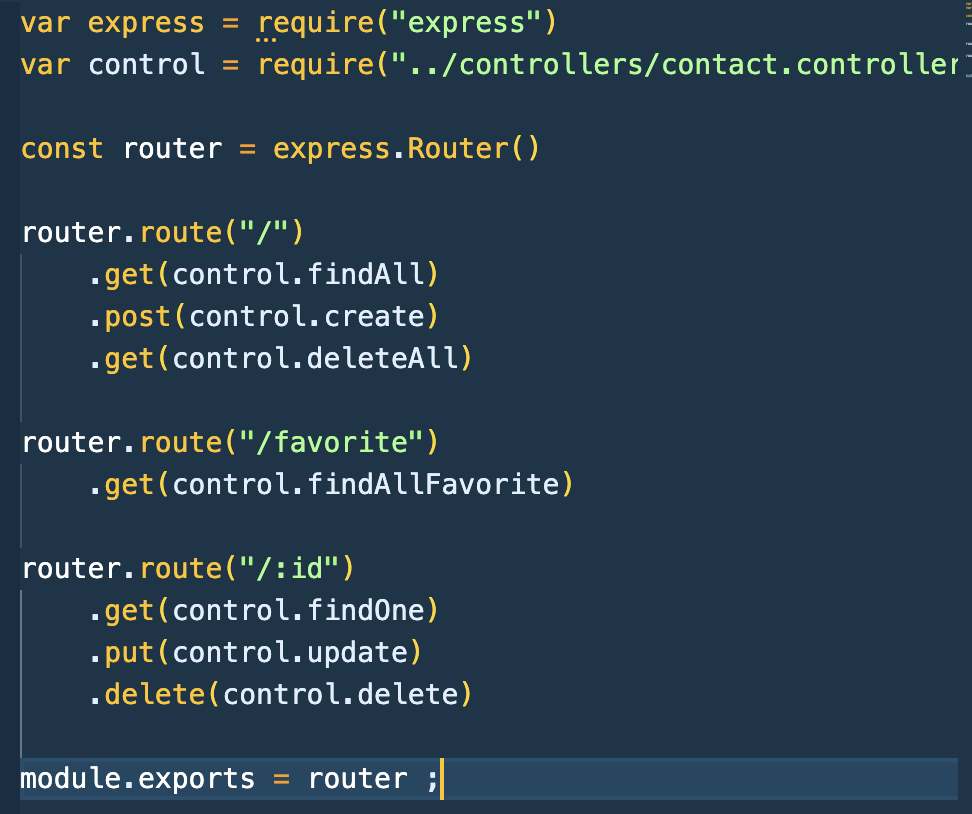 var express = require("express")
var control = require("../controllers/contact.controller
const router = express.Router()
router.route("/")
.get(control.findAll)
.post(control.create)
.get(control.deleteAll)
router.route("/favorite")
.get(control.findAllFavorite)
router.route("/:id")
.get(control.findOne)
.put(control.update)
.delete(control.delete)
module.exports = router ;